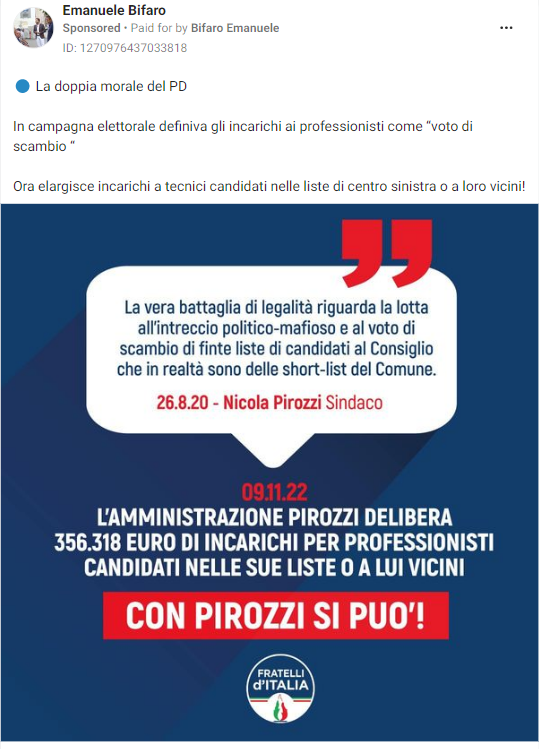 Emanuele Bifaro
Sponsored • Paid for by Bifaro Emanuele
ID: 1270976437033818
La doppia morale del PD
In campagna elettorale definiva gli incarichi ai professionisti come “voto di
scambio “
Ora elargisce incarichi a tecnici candidati nelle liste di centro sinistra o a loro vicini!
La vera battaglia di legalità riguarda la lotta
all'intreccio politico-mafioso e al voto di
scambio di finte liste di candidati al Consiglio
che in realtà sono delle short-list del Comune.
26.8.20 - Nicola Pirozzi Sindaco
09.11.22
L'AMMINISTRAZIONE PIROZZI DELIBERA
356.318 EURO DI INCARICHI PER PROFESSIONISTI
CANDIDATI NELLE SUE LISTE O A LUI VICINI
CON PIROZZI SI PUO'!
FRATELLI
d'ITALIA